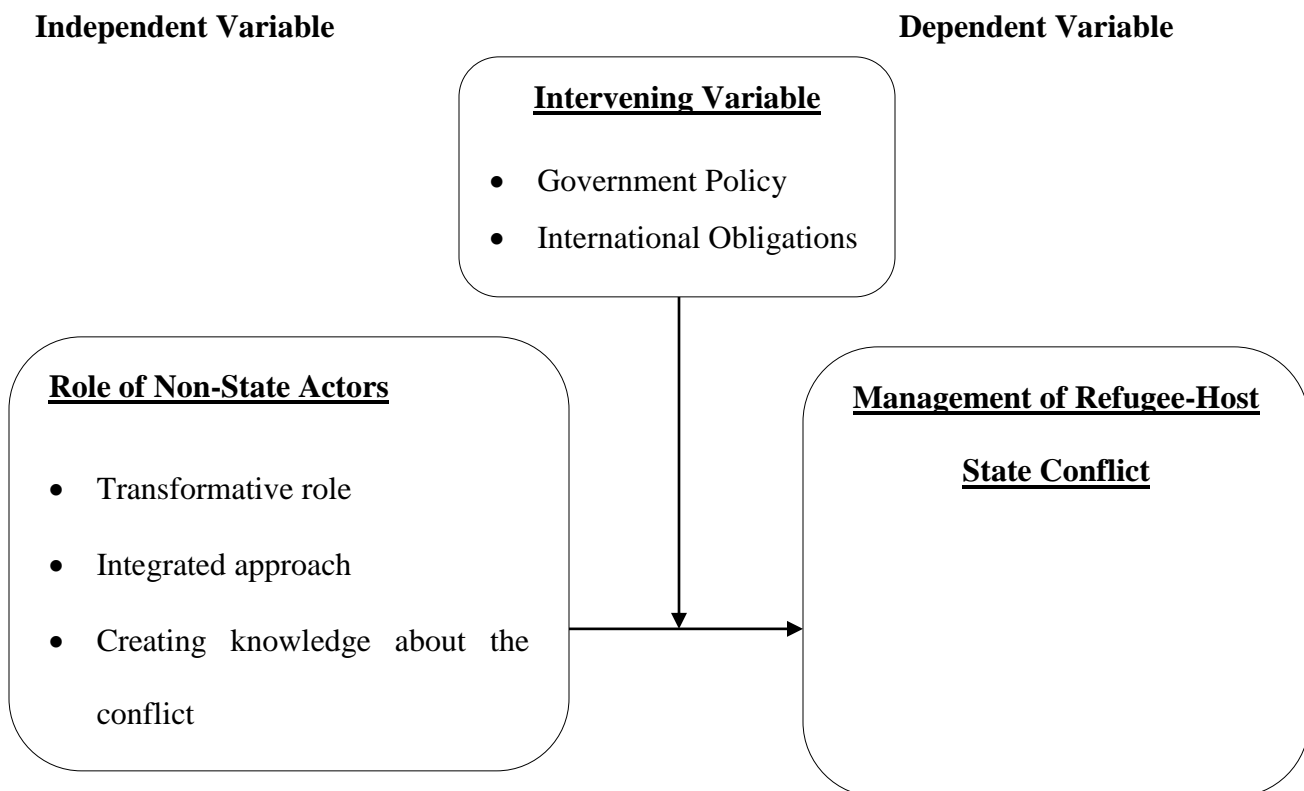 Independent Variable
Dependent Variable
Intervening Variable
• Government Policy
• International Obligations
Role of Non-State Actors
• Transformative role
• Integrated approach
• Creating knowledge about the
conflict
Management of Refugee-Host
State Conflict